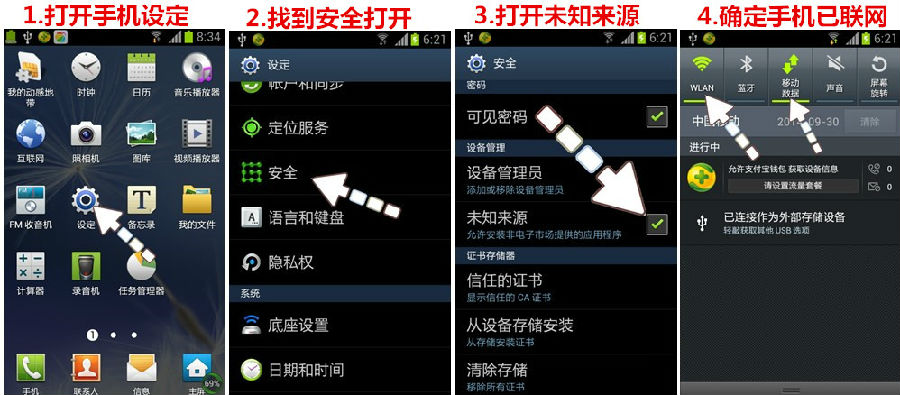 1.打开手机设定
8:34
我的动感地带
时钟
日历
音乐播放器
互联网
照相机
图库
视频播放器
FM 收音机
设定
备忘录
我的文件
计算器
录音机
任务管理器
1
手机
联系人
信息
主屏
69%
2.找到安全打开
6:21
设定
帐户和同步
定位服务
安全
语言和键盘
隐私权
系统
底座设置
日期和时间
3.打开未知来源
6:21
安全
密码
可见密码
设备管理
设备管理员
添加或移除设备管理员
未知来源
允许安装非电子市场提供的应用程序
证书存储器
信任的证书
显示信任的 CA 证书
从设备存储安装
从存储安装证书
清除存储
移除所有证书
4.确定手机已联网
6:21
WLAN
蓝牙
移动数据
声音
屏幕旋转
中国移动
09-30
清除
进行中
允许支付宝钱包 获取设备信息
请设置流量套餐
0
0
已连接作为外部存储设备
轻敲获取其他 USB 选项